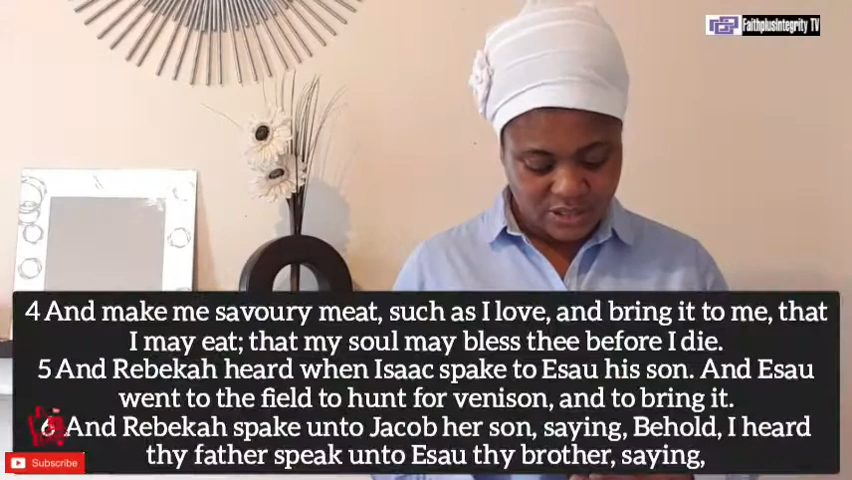 FaithplusIntegrity TV
4 And make me savoury meat, such as I love, and bring it to me, that
I may eat; that my soul may bless thee before I die.
5 And Rebekah heard when Isaac spake to Esau his son. And Esau
went to the field to hunt for venison, and to bring it.
6 And Rebekah spake unto Jacob her son, saying, Behold, I heard
thy father speak unto Esau thy brother, saying,
Subscribe